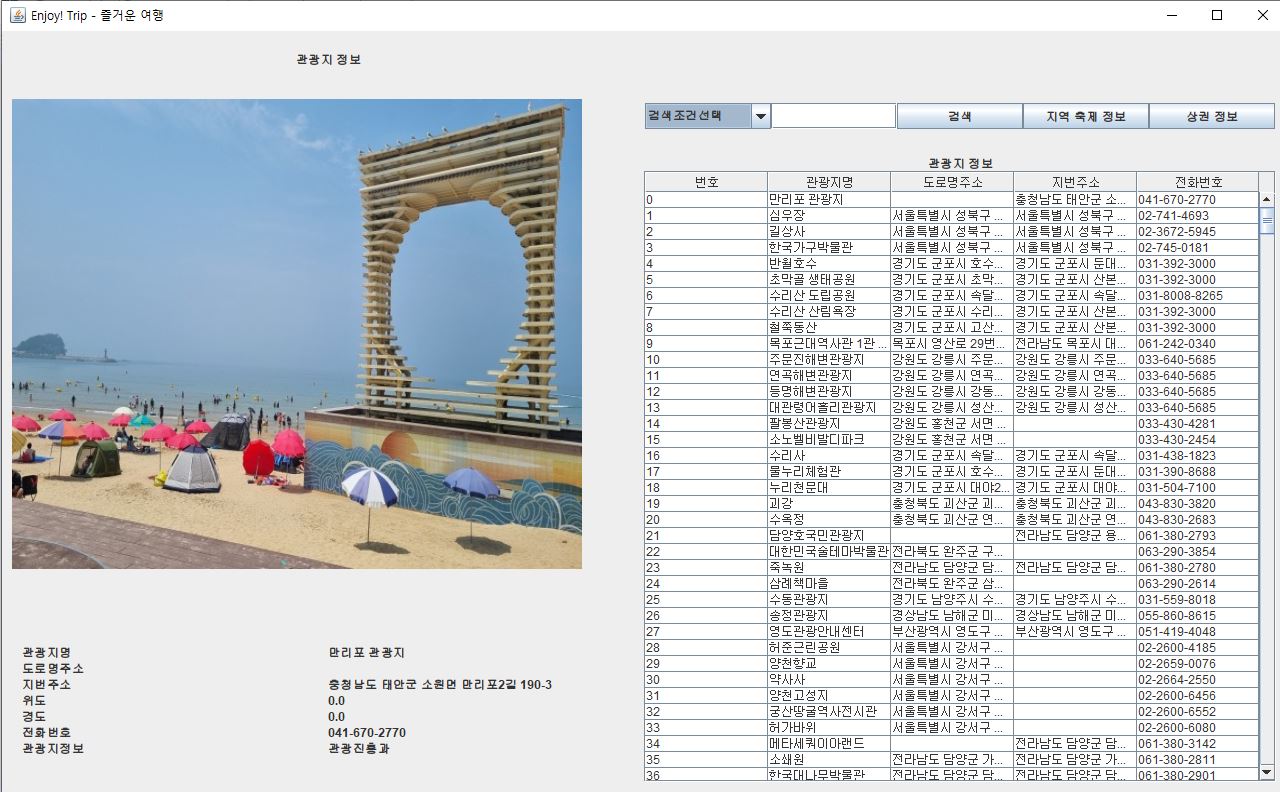 Enjoy! Trip - 즐거운 여행
관광지 정보
검색조건선택 검색 지역 축제 정보 상권 정보
관광지 정보
번호 관광지명 도로명주소 지번주소 전화번호
0 만리포 관광지 충청남도 태안군 소... 041-670-2770
1 심우장 서울특별시 성북구 ... 서울특별시 성북구 ... 02-741-4693
2 길상사 서울특별시 성북구 ... 서울특별시 성북구 ... 02-3672-5945
3 한국가구박물관 서울특별시 성북구 ... 서울특별시 성북구 ... 02-745-0181
4 반월호수 경기도 군포시 호수... 경기도 군포시 둔대... 031-392-3000
5 초막골 생태공원 경기도 군포시 초막... 경기도 군포시 산본... 031-392-3000
6 수리산 도립공원 경기도 군포시 속달... 경기도 군포시 속달... 031-8008-8265
7 수리산 산림욕장 경기도 군포시 수리... 경기도 군포시 산본... 031-392-3000
8 철쭉동산 경기도 군포시 고산... 경기도 군포시 산본... 031-392-3000
9 목포근대역사관 1관 ... 목포시 영산로 29번... 전라남도 목포시 대... 061-242-0340
10 주문진해변관광지 강원도 강릉시 주문... 강원도 강릉시 주문... 033-640-5685
11 연곡해변관광지 강원도 강릉시 연곡... 강원도 강릉시 연곡... 033-640-5685
12 등명해변관광지 강원도 강릉시 강동... 강원도 강릉시 강동... 033-640-5685
13 대관령어흘리관광지 강원도 강릉시 성산... 강원도 강릉시 성산... 033-640-5685
14 팔봉산관광지 강원도 홍천군 서면 ... 033-430-4281
15 소노벨비발디파크 강원도 홍천군 서면 ... 033-430-2454
16 수리사 경기도 군포시 속달... 경기도 군포시 속달... 031-438-1823
17 물누리체험관 경기도 군포시 호수... 경기도 군포시 둔대... 031-390-8688
18 누리천문대 경기도 군포시 대야2... 경기도 군포시 대야... 031-504-7100
19 괴강 충청북도 괴산군 괴... 충청북도 괴산군 괴... 043-830-3820
20 수옥정 충청북도 괴산군 연... 충청북도 괴산군 연... 043-830-2683
21 담양호국민관광지 전라남도 담양군 용... 061-380-2793
22 대한민국술테마박물관 전라북도 완주군 구... 063-290-3854
23 죽녹원 전라남도 담양군 담... 전라남도 담양군 담... 061-380-2780
24 삼례책마을 전라북도 완주군 삼... 063-290-2614
25 수동관광지 경기도 남양주시 수... 경기도 남양주시 수... 031-559-8018
26 송정관광지 경상남도 남해군 미... 경상남도 남해군 미... 055-860-8615
27 영도관광안내센터 부산광역시 영도구 ... 부산광역시 영도구 ... 051-419-4048
28 허준근린공원 서울특별시 강서구 ... 02-2600-4185
29 양천향교 서울특별시 강서구 ... 02-2659-0076
30 약사사 서울특별시 강서구 ... 02-2664-2550
31 양천고성지 서울특별시 강서구 ... 02-2600-6456
32 궁산땅굴역사전시관 서울특별시 강서구 ... 02-2600-6552
33 허가바위 서울특별시 강서구 ... 02-2600-6080
34 메타세쿼이아랜드 전라남도 담양군 담... 061-380-3142
35 소쇄원 전라남도 담양군 가... 전라남도 담양군 가... 061-380-2811
36 한국대나무박물관 전라남도 담양군 담... 전라남도 담양군 담... 061-380-2901
관광지명 만리포 관광지
도로명주소
지번주소 충청남도 태안군 소원면 만리포2길 190-3
위도 0.0
경도 0.0
전화번호 041-670-2770
관광지정보 관광진흥과